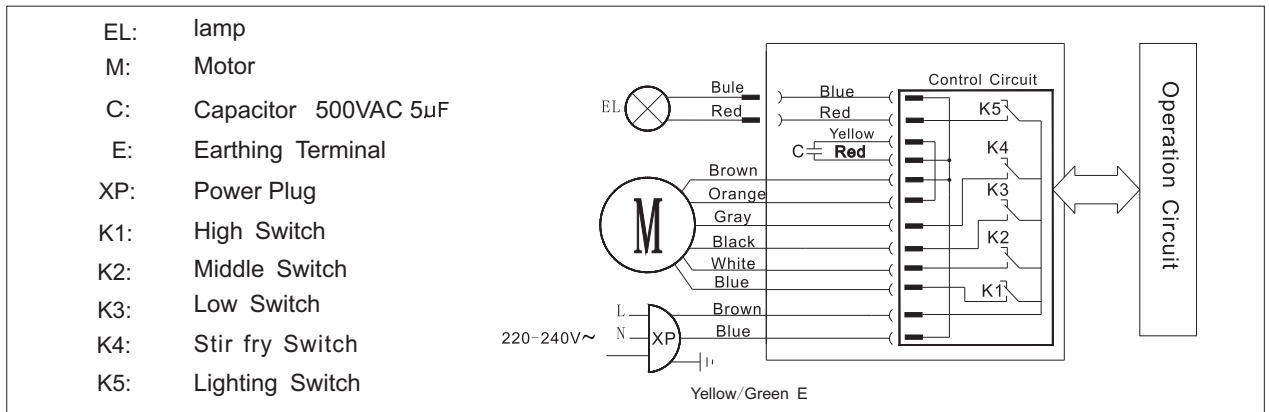 EL: lamp
M: Motor
C: Capacitor 500VAC 5μF
E: Earthing Terminal
XP: Power Plug
K1: High Switch
K2: Middle Switch
K3: Low Switch
K4: Stir fry Switch
K5: Lighting Switch
EL
Bule
Red
Blue
Red
Yellow
C
Red
M
Brown
Orange
Gray
Black
White
Blue
220-240V~
L
N
XP
Brown
Blue
Yellow/Green E
Control Circuit
K5
K4
K3
K2
K1
Operation Circuit